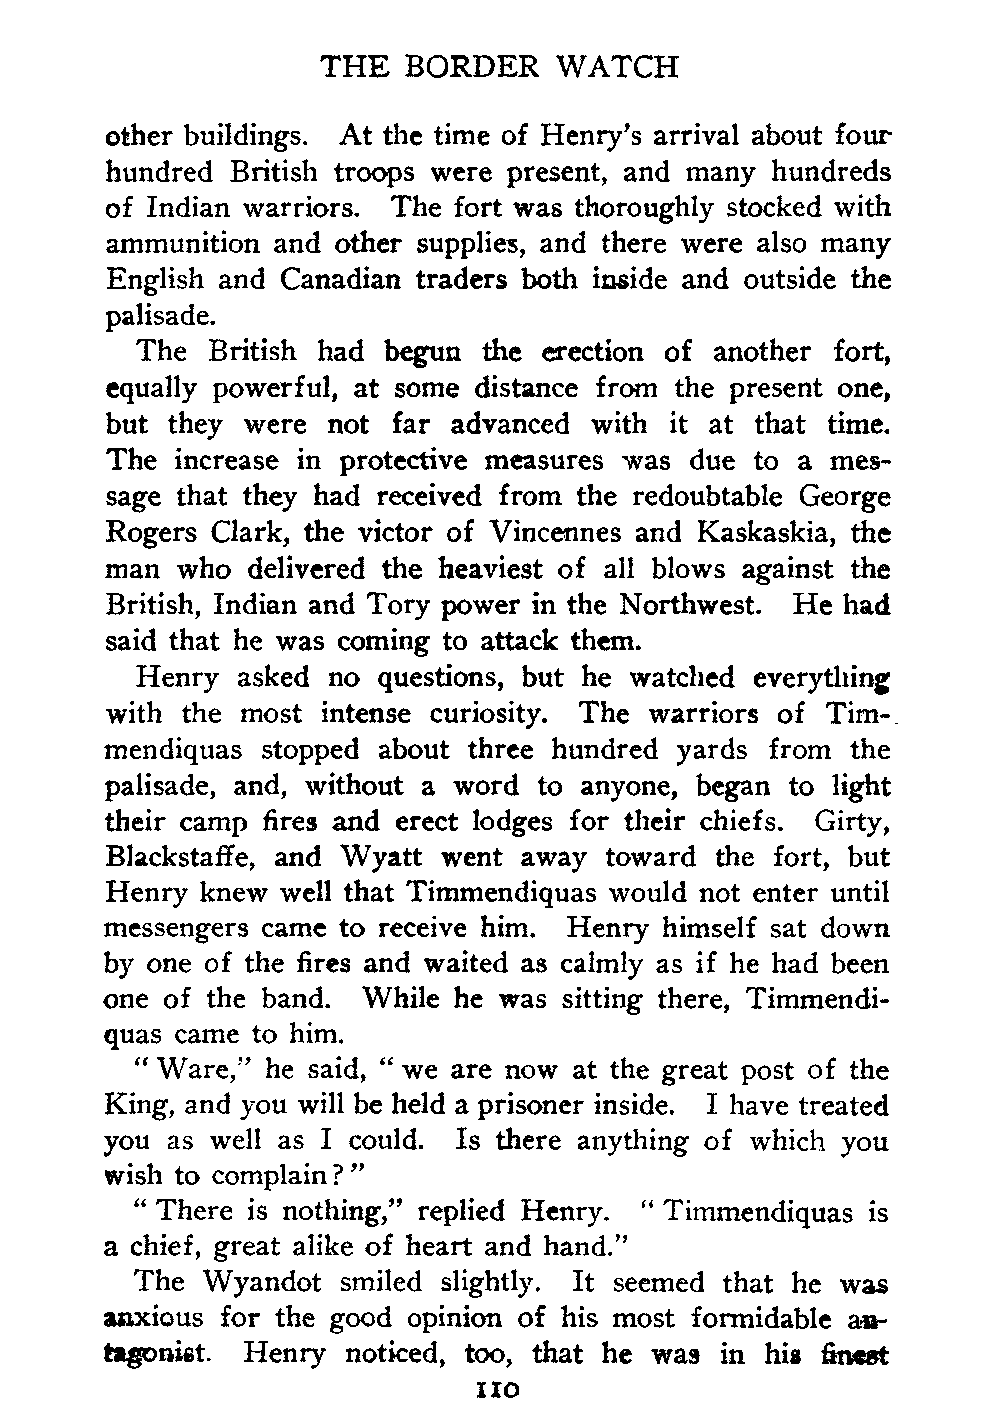 THE BORDER WATCH
other buildings. At the time of Henry's arrival about four
hundred British troops were present, and many hundreds
of Indian warriors. The fort was thoroughly stocked with
ammunition and other supplies, and there were also many
English and Canadian traders both inside and outside the
palisade.
The British had begun the erection of another fort,
equally powerful, at some distance from the present one,
but they were not far advanced with it at that time.
The increase in protective measures was due to a mes-
sage that they had received from the redoubtable George
Rogers Clark, the victor of Vincennes and Kaskaskia, the
man who delivered the heaviest of all blows against the
British, Indian and Tory power in the Northwest. He had
said that he was coming to attack them.
Henry asked no questions, but he watched everything
with the most intense curiosity. The warriors of Tim-
mendiquas stopped about three hundred yards from the
palisade, and, without a word to anyone, began to light
their camp fires and erect lodges for their chiefs. Girty,
Blackstaffe, and Wyatt went away toward the fort, but
Henry knew well that Timmendiquas would not enter until
messengers came to receive him. Henry himself sat down
by one of the fires and waited as calmly as if he had been
one of the band. While he was sitting there, Timmendi-
quas came to him.
" Ware," he said, " we are now at the great post of the
King, and you will be held a prisoner inside. I have treated
you as well as I could. Is there anything of which you
wish to complain? "
" There is nothing," replied Henry. " Timmendiquas is
a chief, great alike of heart and hand."
The Wyandot smiled slightly. It seemed that he was
anxious for the good opinion of his most formidable an-
tagonist. Henry noticed, too, that he was in his finest
110